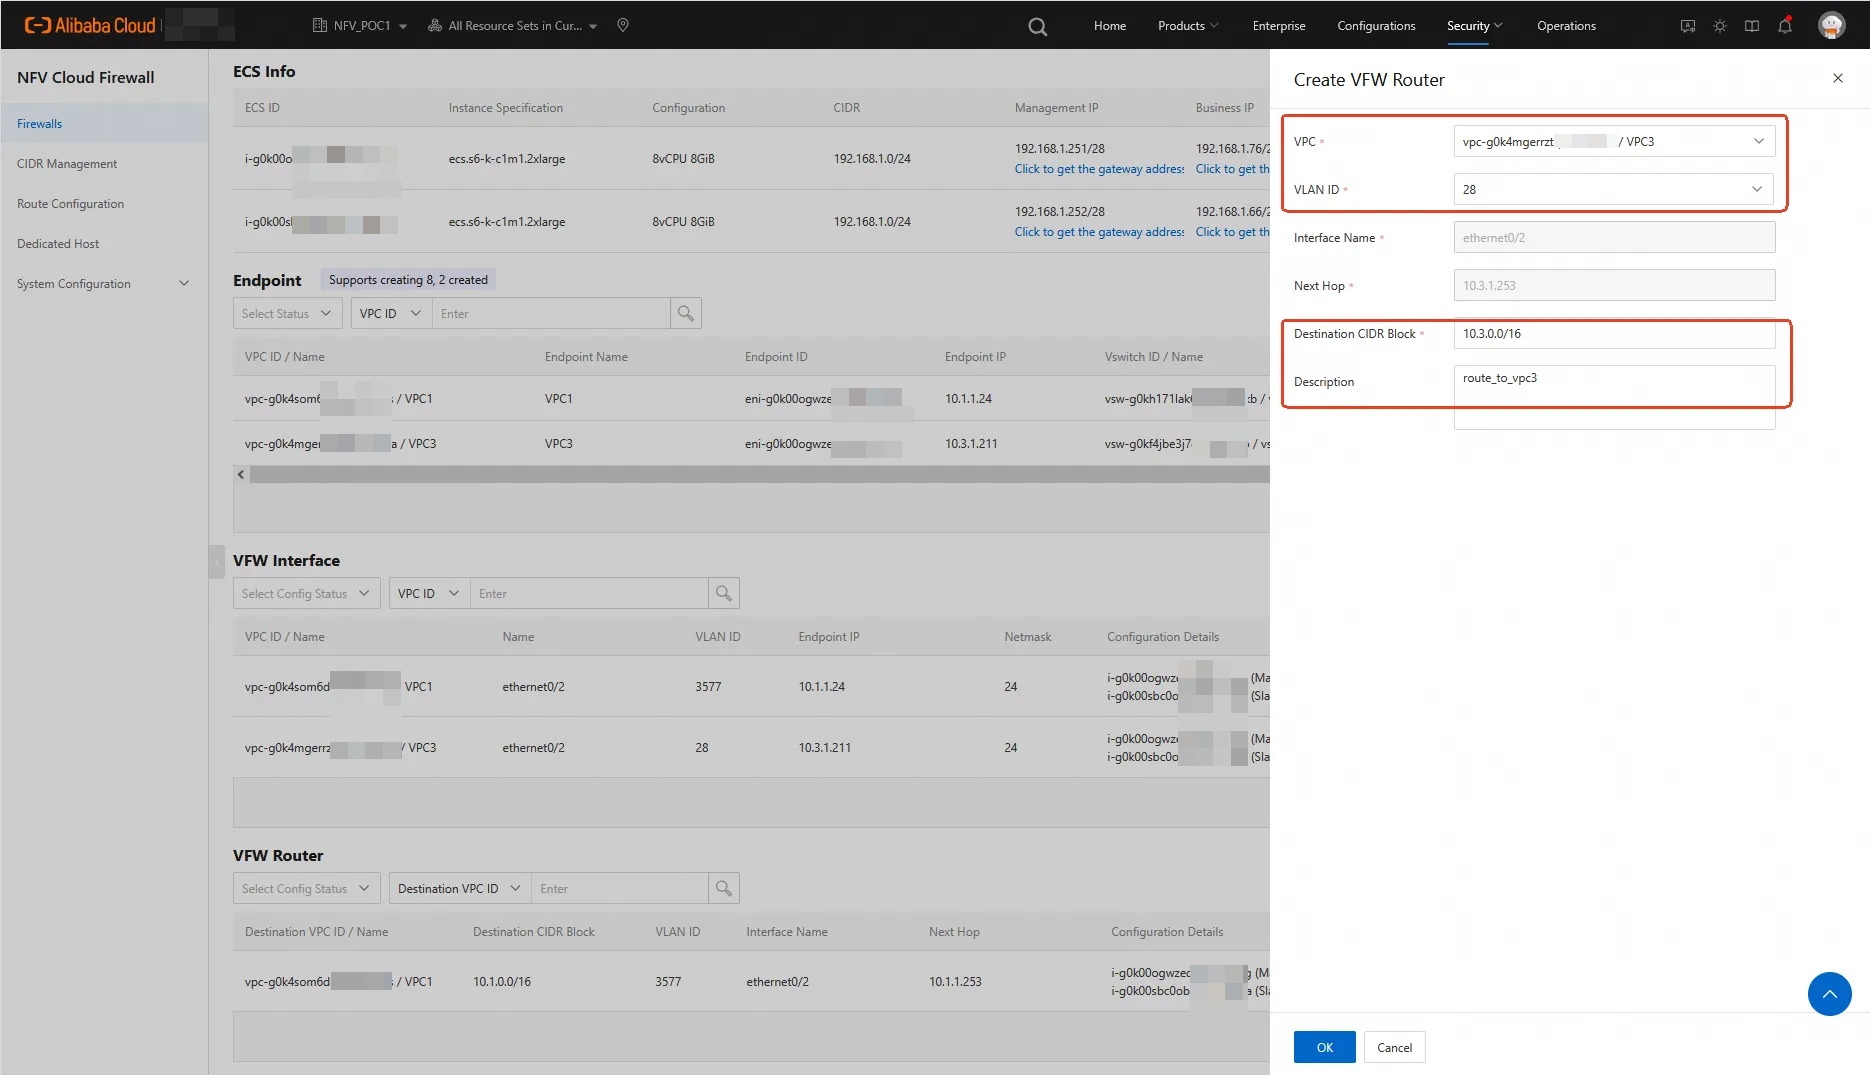 Alibaba Cloud
NFV_POC1
All Resource Sets in Cur...
Home
Products
Enterprise
Configurations
Security
Operations
NFV Cloud Firewall
Firewalls
CIDR Management
Route Configuration
Dedicated Host
System Configuration
ECS Info
ECS ID Instance Specification Configuration CIDR Management IP Business IP
i-g0k00o ecs.s6-k-c1m1.2xlarge 8vCPU 8GiB 192.168.1.0/24 192.168.1.251/28 192.168.1.76/2
Click to get the gateway address Click to get th
i-g0k00s ecs.s6-k-c1m1.2xlarge 8vCPU 8GiB 192.168.1.0/24 192.168.1.252/28 192.168.1.66/2
Click to get the gateway address Click to get th
Endpoint Supports creating 8, 2 created
Select Status VPC ID Enter
VPC ID / Name Endpoint Name Endpoint ID Endpoint IP Vswitch ID / Name
vpc-g0k4som6 / VPC1 VPC1 eni-g0k00ogwze 10.1.1.24 vsw-g0kh171lak b /
vpc-g0k4mge a / VPC3 VPC3 eni-g0k00ogwze 10.3.1.211 vsw-g0kf4jbe3j7 / vs
VFW Interface
Select Config Status VPC ID Enter
VPC ID / Name Name VLAN ID Endpoint IP Netmask Configuration Details
vpc-g0k4som6d VPC1 ethernet0/2 3577 10.1.1.24 24 i-g0k00ogwze (Ma
i-g0k00sbc0o (Sla
vpc-g0k4mgerrz / VPC3 ethernet0/2 28 10.3.1.211 24 i-g0k00ogwz (Ma
i-g0k00sbc0o (Sla
VFW Router
Select Config Status Destination VPC ID Enter
Destination VPC ID / Name Destination CIDR Block VLAN ID Interface Name Next Hop Configuration Details
vpc-g0k4som6d / VPC1 10.1.0.0/16 3577 ethernet0/2 10.1.1.253 i-g0k00ogwzec g (M
i-g0k00sbc0ob a (Sl
Create VFW Router
VPC * vpc-g0k4mgerrzt / VPC3
VLAN ID * 28
Interface Name * ethernet0/2
Next Hop * 10.3.1.253
Destination CIDR Block * 10.3.0.0/16
Description route_to_vpc3
OK Cancel